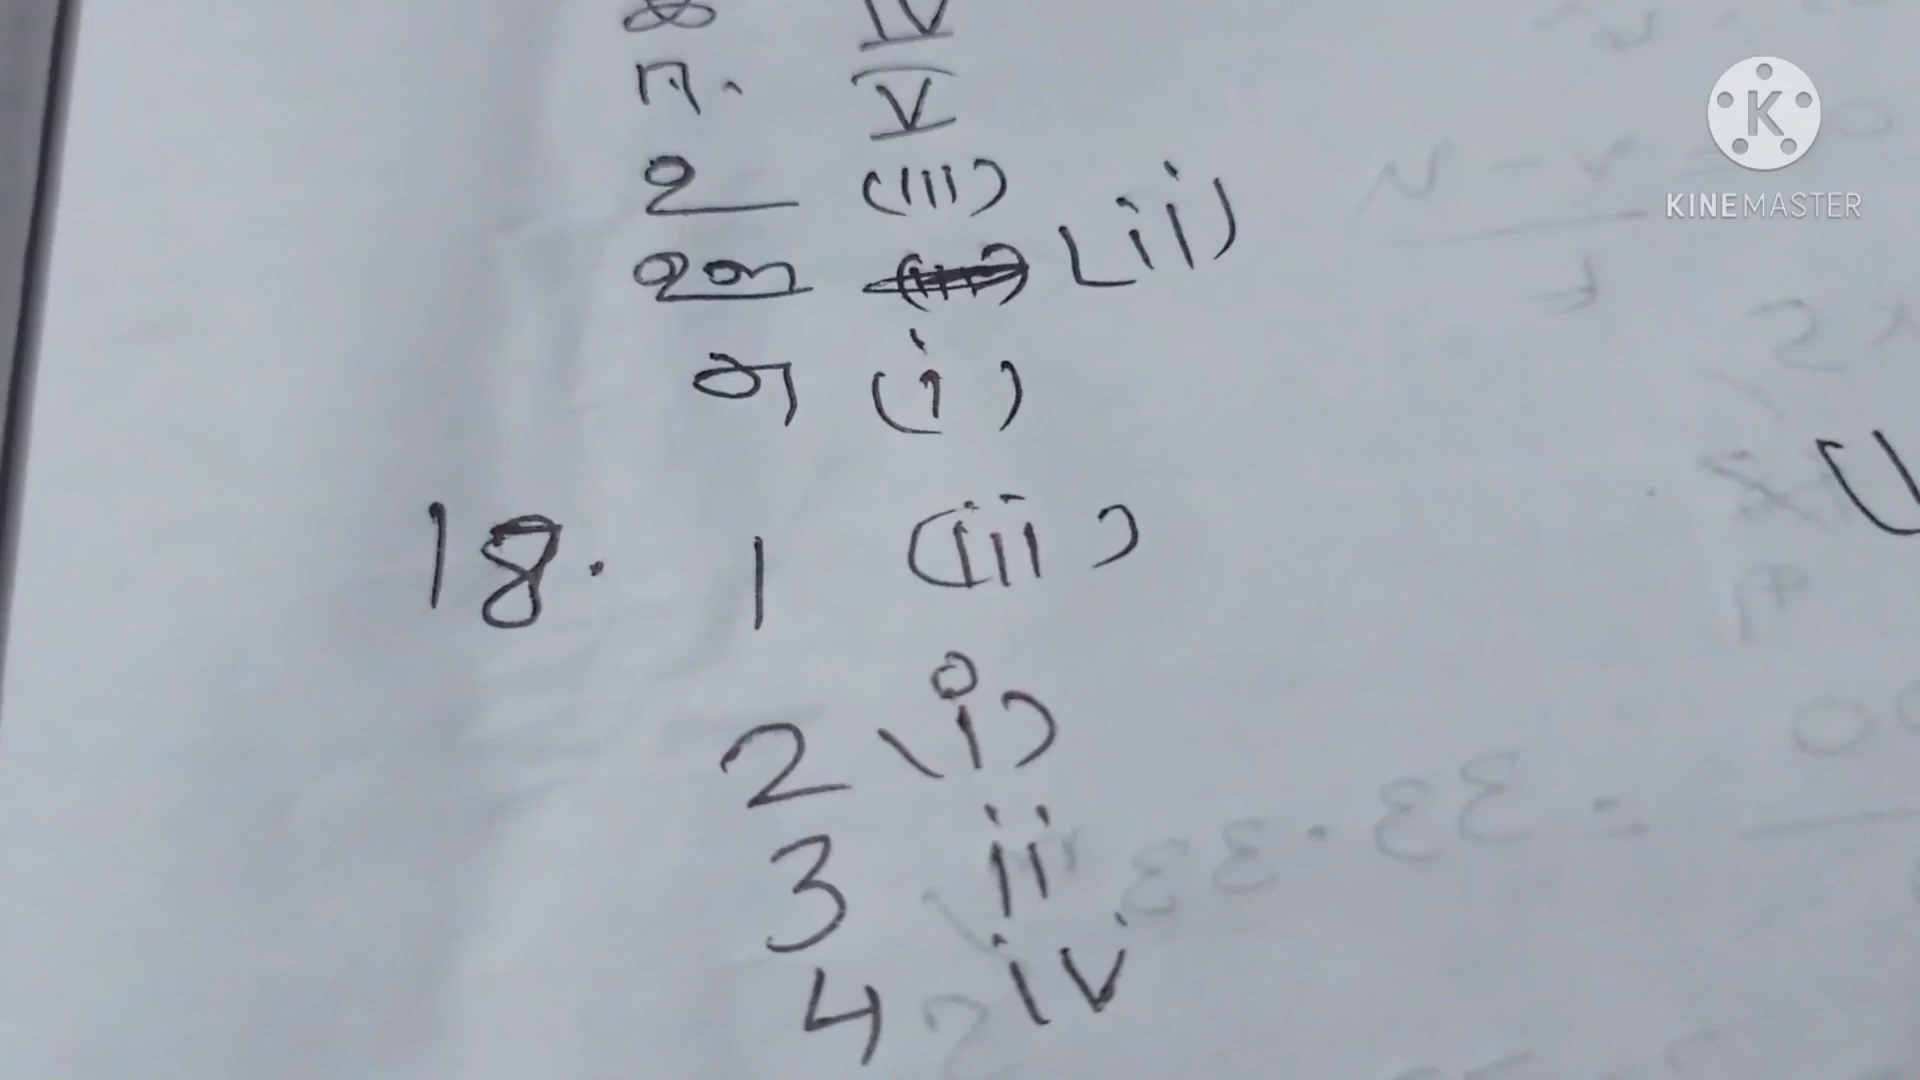 இ IV
ஈ V
உ (iii)
ஊ (ii)
எ (i)
18. 1 (iii)
2 (i)
3 ii
4 iv
K
KINEMASTER